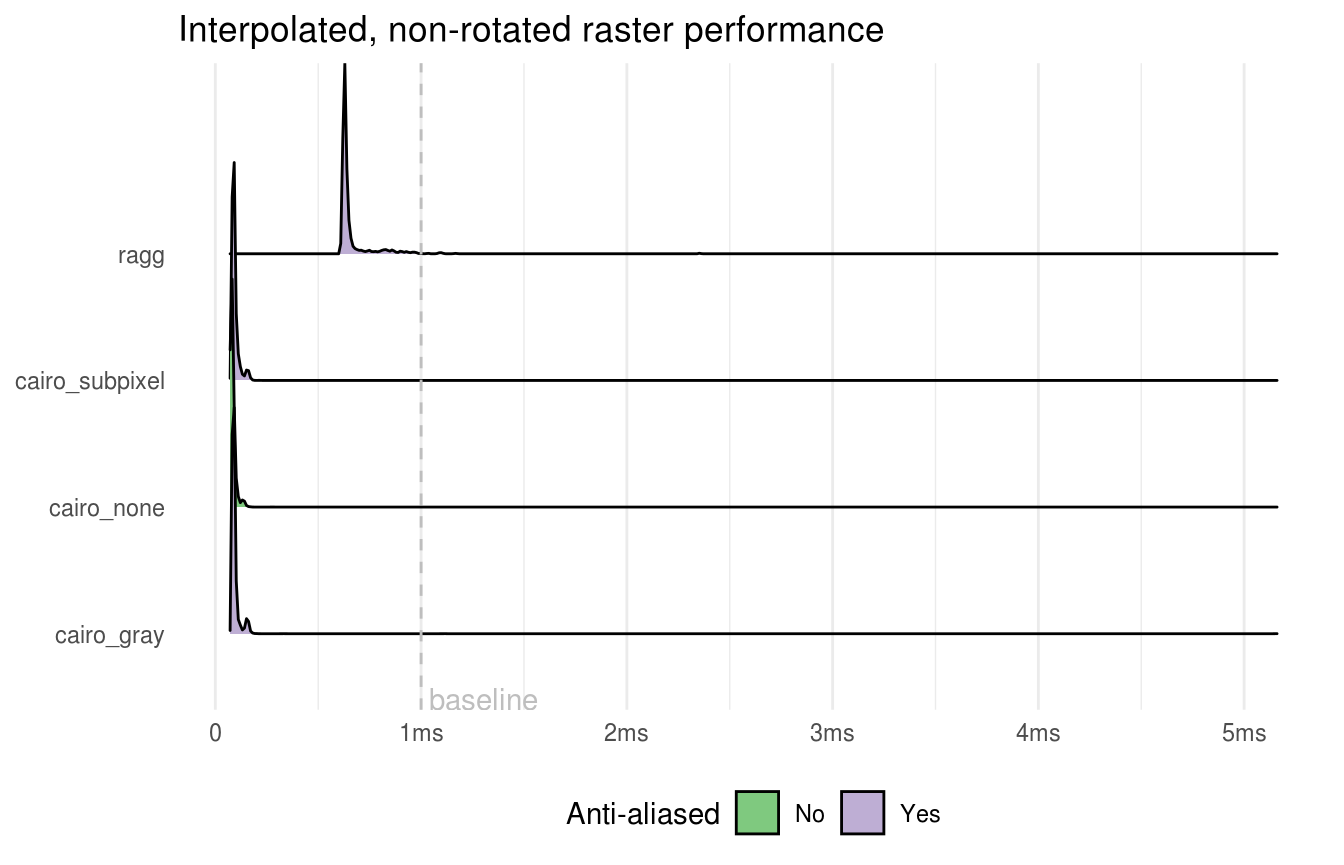 Interpolated, non-rotated raster performance
ragg
cairo_subpixel
cairo_none
cairo_gray
baseline
0 1ms 2ms 3ms 4ms 5ms
Anti-aliased No Yes